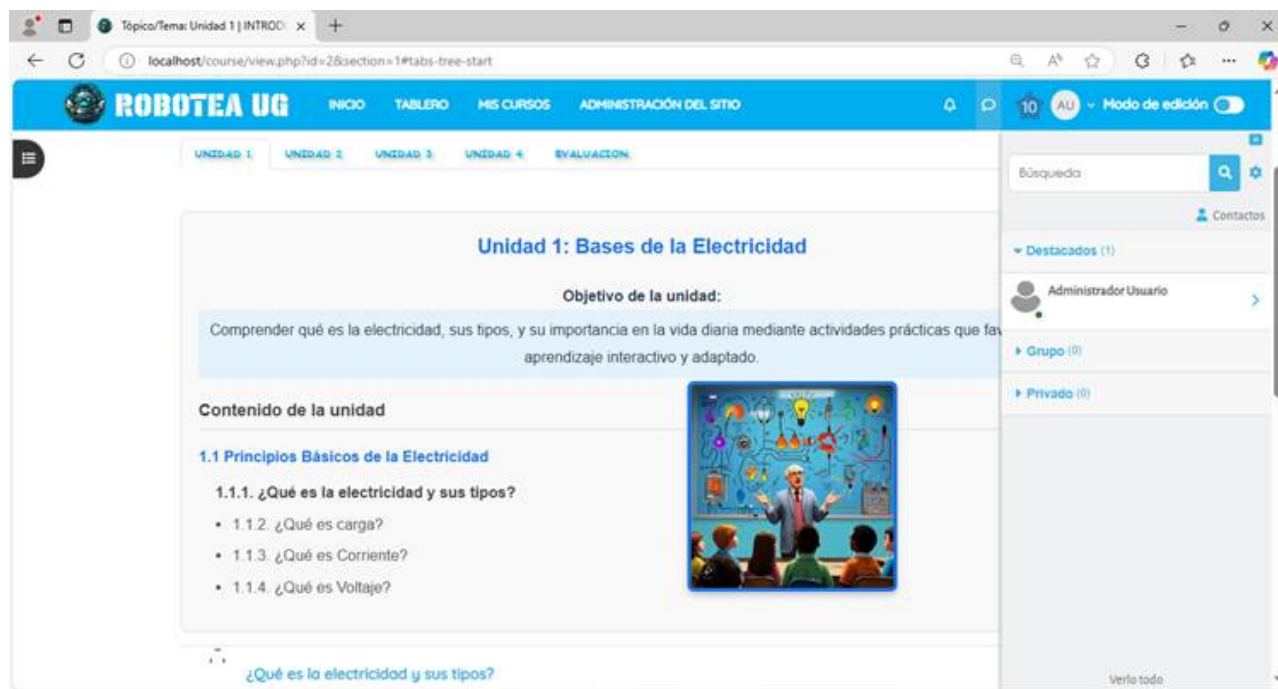 Tópico/Tema: Unidad 1 | INTROD
localhost/course/view.php?id=2&section=1#tabs-tree-start
ROBOTEA UG
INICIO
TABLERO
MIS CURSOS
ADMINISTRACIÓN DEL SITIO
10
AU
Modo de edición
UNIDAD 1
UNIDAD 2
UNIDAD 3
UNIDAD 4
EVALUACION
Unidad 1: Bases de la Electricidad
Objetivo de la unidad:
Comprender qué es la electricidad, sus tipos, y su importancia en la vida diaria mediante actividades prácticas que fav
aprendizaje interactivo y adaptado.
Contenido de la unidad
1.1 Principios Básicos de la Electricidad
1.1.1. ¿Qué es la electricidad y sus tipos?
• 1.1.2. ¿Qué es carga?
• 1.1.3. ¿Qué es Corriente?
• 1.1.4. ¿Qué es Voltaje?
¿Qué es la electricidad y sus tipos?
Búsqueda
Contactos
Destacados (1)
Administrador Usuario
Grupo (0)
Privado (0)
Verlo todo